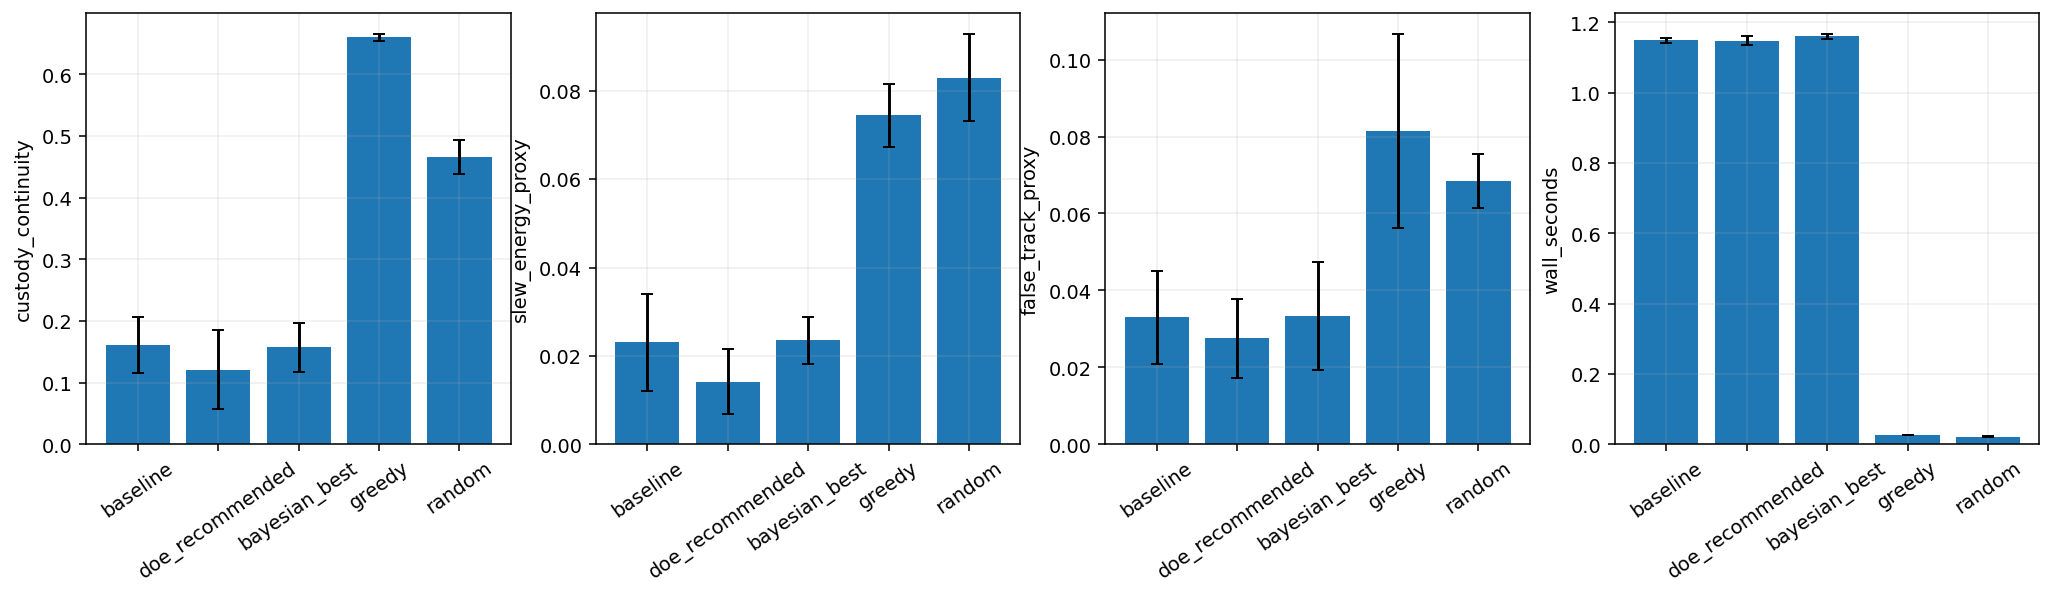 custody_continuity
0.6
0.5
0.4
0.3
0.2
0.1
0.0
baseline
doe_recommended
bayesian_best
greedy
random
slew_energy_proxy
0.08
0.06
0.04
0.02
0.00
baseline
doe_recommended
bayesian_best
greedy
random
false_track_proxy
0.10
0.08
0.06
0.04
0.02
0.00
baseline
doe_recommended
bayesian_best
greedy
random
wall_seconds
1.2
1.0
0.8
0.6
0.4
0.2
0.0
baseline
doe_recommended
bayesian_best
greedy
random